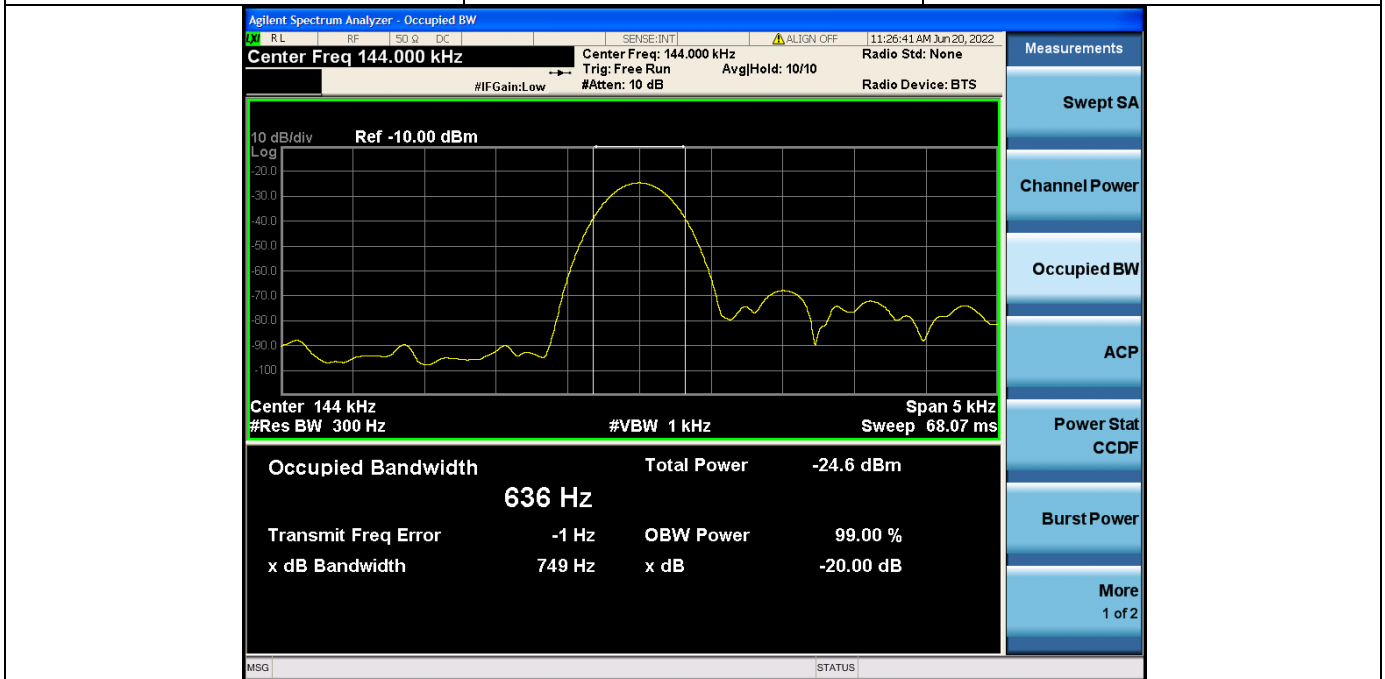 Agilent Spectrum Analyzer - Occupied BW
LXI RL RF 50 Ω DC SENSE:INT ALIGN OFF 11:26:41 AM Jun 20, 2022
Center Freq 144.000 kHz Center Freq: 144.000 kHz Radio Std: None
Trig: Free Run Avg|Hold: 10/10
#IFGain:Low #Atten: 10 dB Radio Device: BTS
10 dB/div Ref -10.00 dBm
Log
-20.0
-30.0
-40.0
-50.0
-60.0
-70.0
-80.0
-90.0
-100
Center 144 kHz Span 5 kHz
#Res BW 300 Hz #VBW 1 kHz Sweep 68.07 ms
Occupied Bandwidth Total Power -24.6 dBm
636 Hz
Transmit Freq Error -1 Hz OBW Power 99.00 %
x dB Bandwidth 749 Hz x dB -20.00 dB
MSG STATUS
Measurements
Swept SA
Channel Power
Occupied BW
ACP
Power Stat
CCDF
Burst Power
More
1 of 2